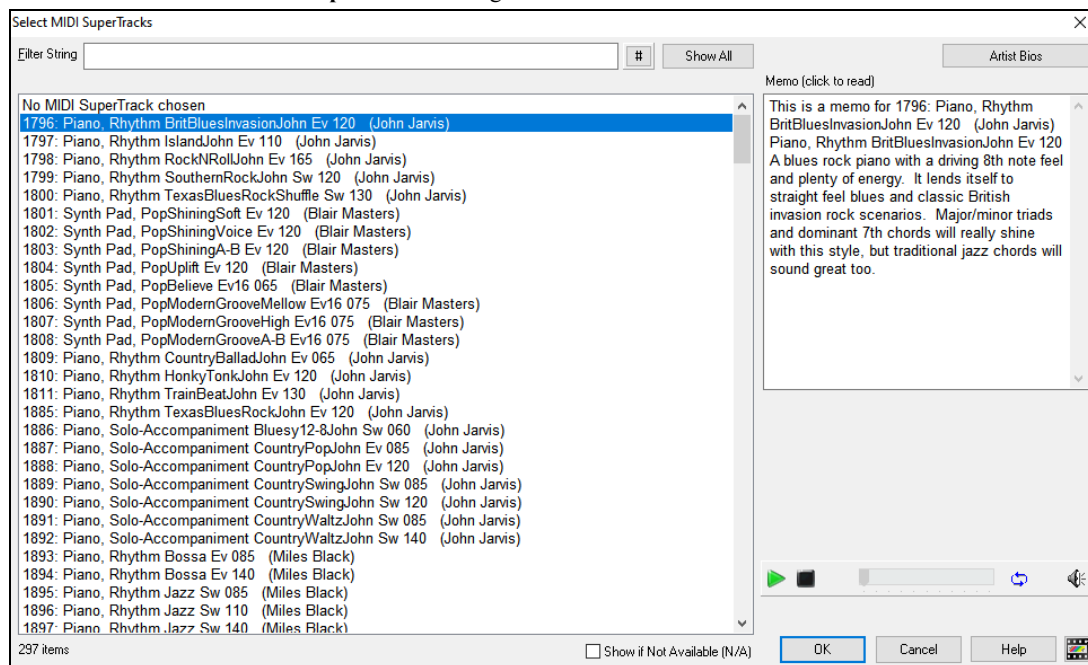 Select MIDI SuperTracks
Filter String
#
Show All
Artist Bios
Memo (click to read)
No MIDI SuperTrack chosen
1796: Piano, Rhythm BritBluesInvasionJohn Ev 120 (John Jarvis)
1797: Piano, Rhythm IslandJohn Ev 110 (John Jarvis)
1798: Piano, Rhythm RockNRollJohn Ev 165 (John Jarvis)
1799: Piano, Rhythm SouthernRockJohn Sw 120 (John Jarvis)
1800: Piano, Rhythm TexasBluesRockShuffle Sw 130 (John Jarvis)
1801: Synth Pad, PopShiningSoft Ev 120 (Blair Masters)
1802: Synth Pad, PopShiningVoice Ev 120 (Blair Masters)
1803: Synth Pad, PopShiningA-B Ev 120 (Blair Masters)
1804: Synth Pad, PopUplift Ev 120 (Blair Masters)
1805: Synth Pad, PopBelieve Ev16 065 (Blair Masters)
1806: Synth Pad, PopModernGrooveMellow Ev16 075 (Blair Masters)
1807: Synth Pad, PopModernGrooveHigh Ev16 075 (Blair Masters)
1808: Synth Pad, PopModernGrooveA-B Ev16 075 (Blair Masters)
1809: Piano, Rhythm CountryBalladJohn Ev 065 (John Jarvis)
1810: Piano, Rhythm HonkyTonkJohn Ev 120 (John Jarvis)
1811: Piano, Rhythm TrainBeatJohn Ev 130 (John Jarvis)
1885: Piano, Rhythm TexasBluesRockJohn Ev 120 (John Jarvis)
1886: Piano, Solo-Accompaniment Bluesy12-8John Sw 060 (John Jarvis)
1887: Piano, Solo-Accompaniment CountryPopJohn Ev 085 (John Jarvis)
1888: Piano, Solo-Accompaniment CountryPopJohn Ev 120 (John Jarvis)
1889: Piano, Solo-Accompaniment CountrySwingJohn Sw 085 (John Jarvis)
1890: Piano, Solo-Accompaniment CountrySwingJohn Sw 120 (John Jarvis)
1891: Piano, Solo-Accompaniment CountryWaltzJohn Sw 085 (John Jarvis)
1892: Piano, Solo-Accompaniment CountryWaltzJohn Sw 140 (John Jarvis)
1893: Piano, Rhythm Bossa Ev 085 (Miles Black)
1894: Piano, Rhythm Bossa Ev 140 (Miles Black)
1895: Piano, Rhythm Jazz Sw 085 (Miles Black)
1896: Piano, Rhythm Jazz Sw 110 (Miles Black)
1897: Piano, Rhythm Jazz Sw 140 (Miles Black)
This is a memo for 1796: Piano, Rhythm
BritBluesInvasionJohn Ev 120 (John Jarvis)
Piano, Rhythm BritBluesInvasionJohn Ev 120
A blues rock piano with a driving 8th note feel
and plenty of energy. It lends itself to
straight feel blues and classic British
invasion rock scenarios. Major/minor triads
and dominant 7th chords will really shine
with this style, but traditional jazz chords will
sound great too.
297 items
Show if Not Available (N/A)
OK
Cancel
Help